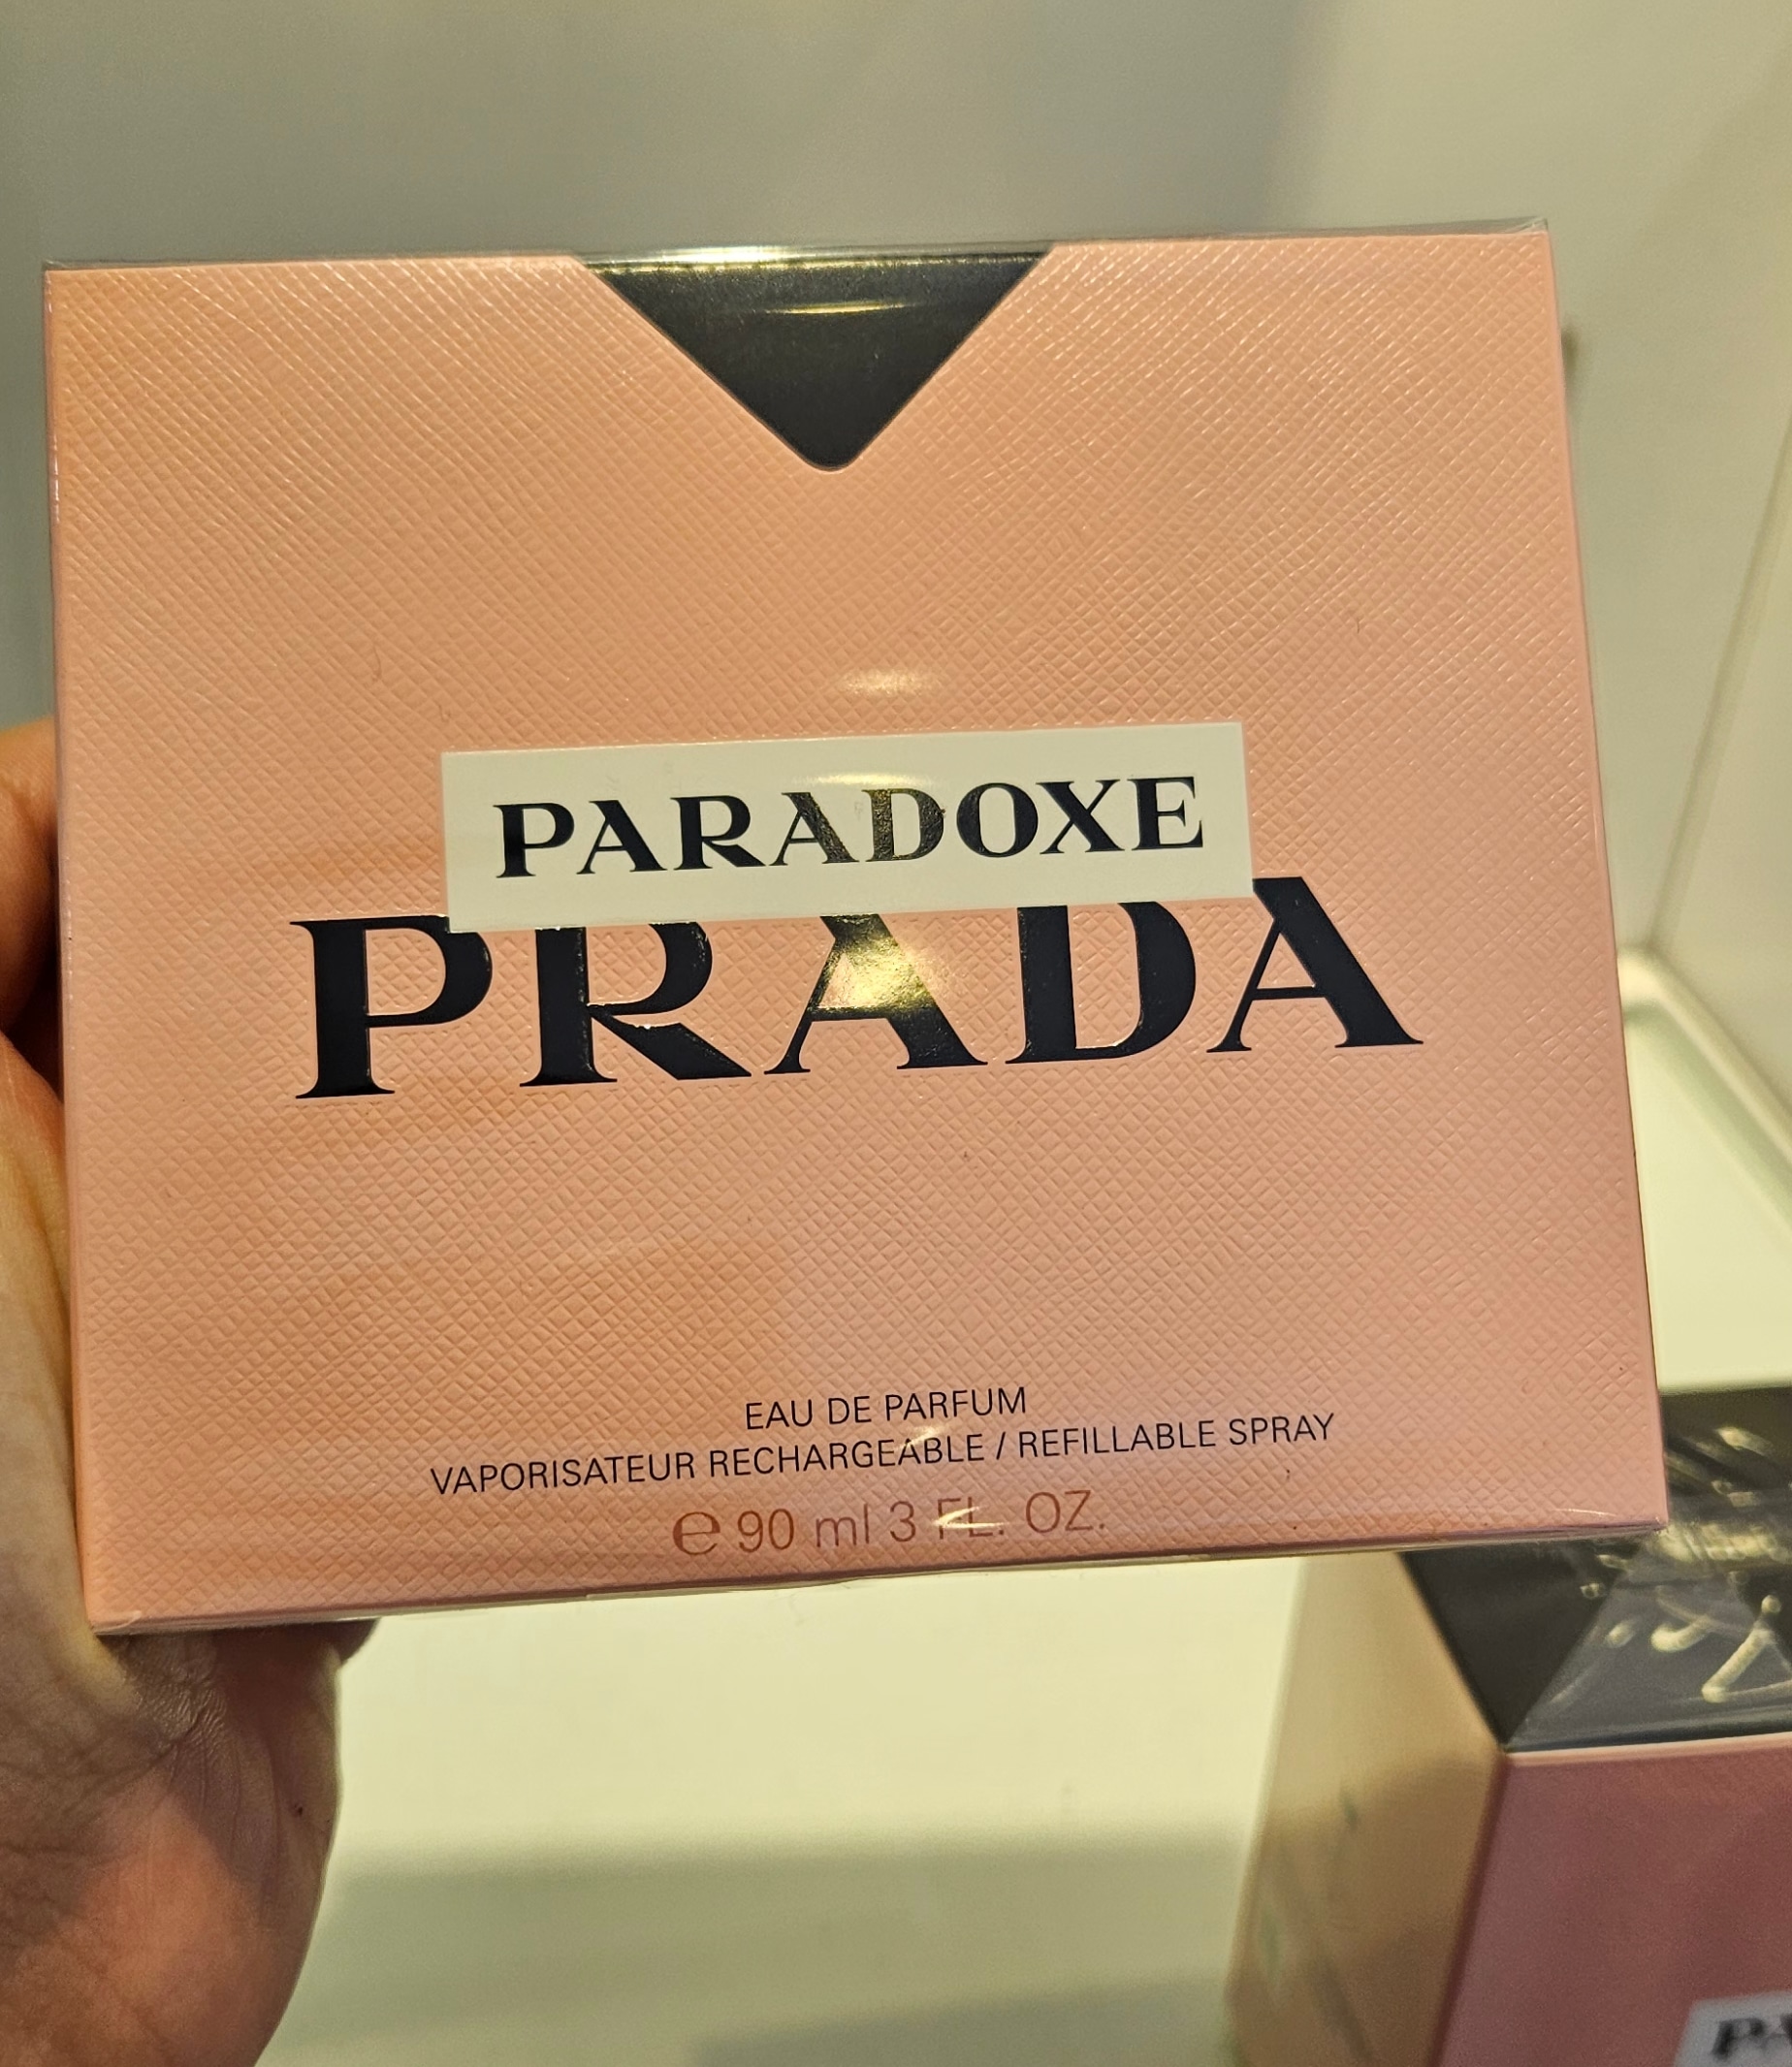 PARADOXE
PRADA
EAU DE PARFUM
VAPORISATEUR RECHARGEABLE / REFILLABLE SPRAY
℮ 90 ml 3 FL. OZ.